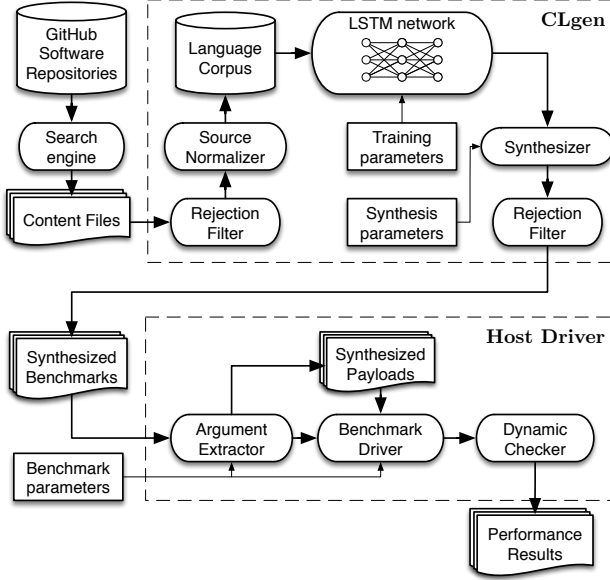 GitHub
Software
Repositories
Search
engine
Content Files
CLgen
Language
Corpus
Source
Normalizer
Rejection
Filter
LSTM network
Training
parameters
Synthesis
parameters
Synthesizer
Rejection
Filter
Synthesized
Benchmarks
Benchmark
parameters
Host Driver
Synthesized
Payloads
Argument
Extractor
Benchmark
Driver
Dynamic
Checker
Performance
Results